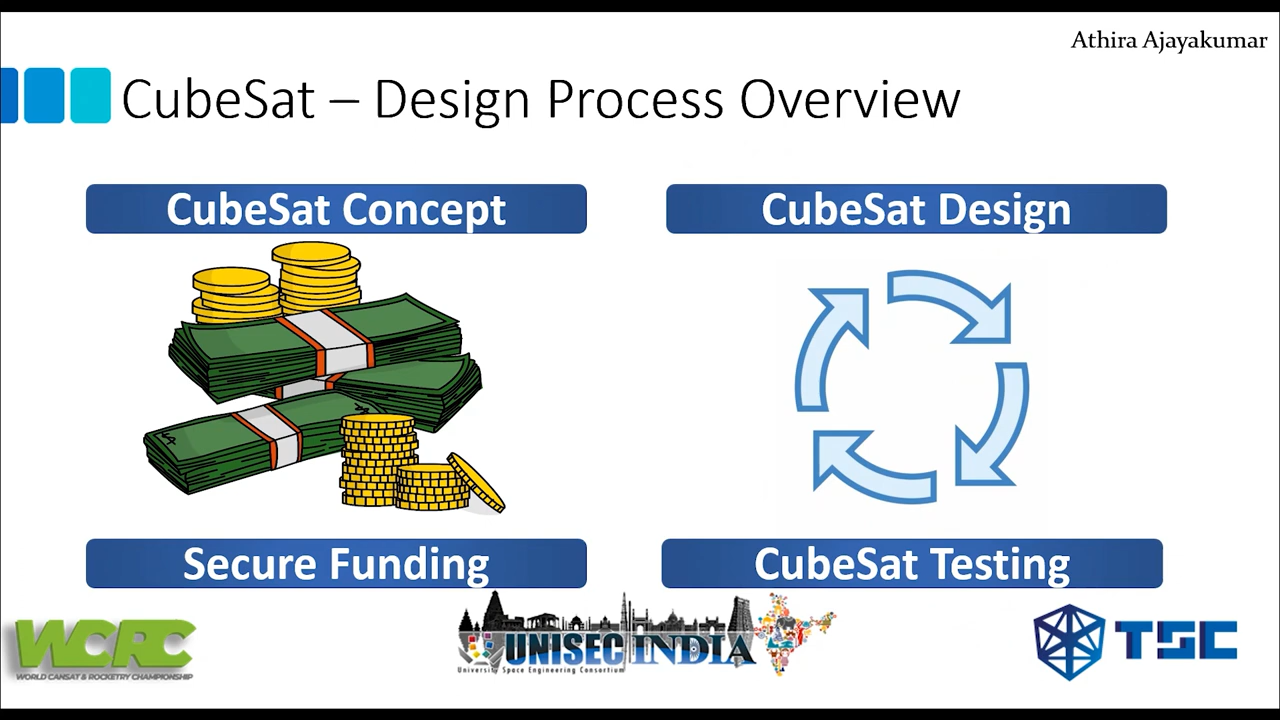 Athira Ajayakumar
CubeSat – Design Process Overview
CubeSat Concept
CubeSat Design
Secure Funding
CubeSat Testing
WCRC
WORLD CANSAT & ROCKETRY CHAMPIONSHIP
UNISEC INDIA
University Space Engineering Consortium
TSC